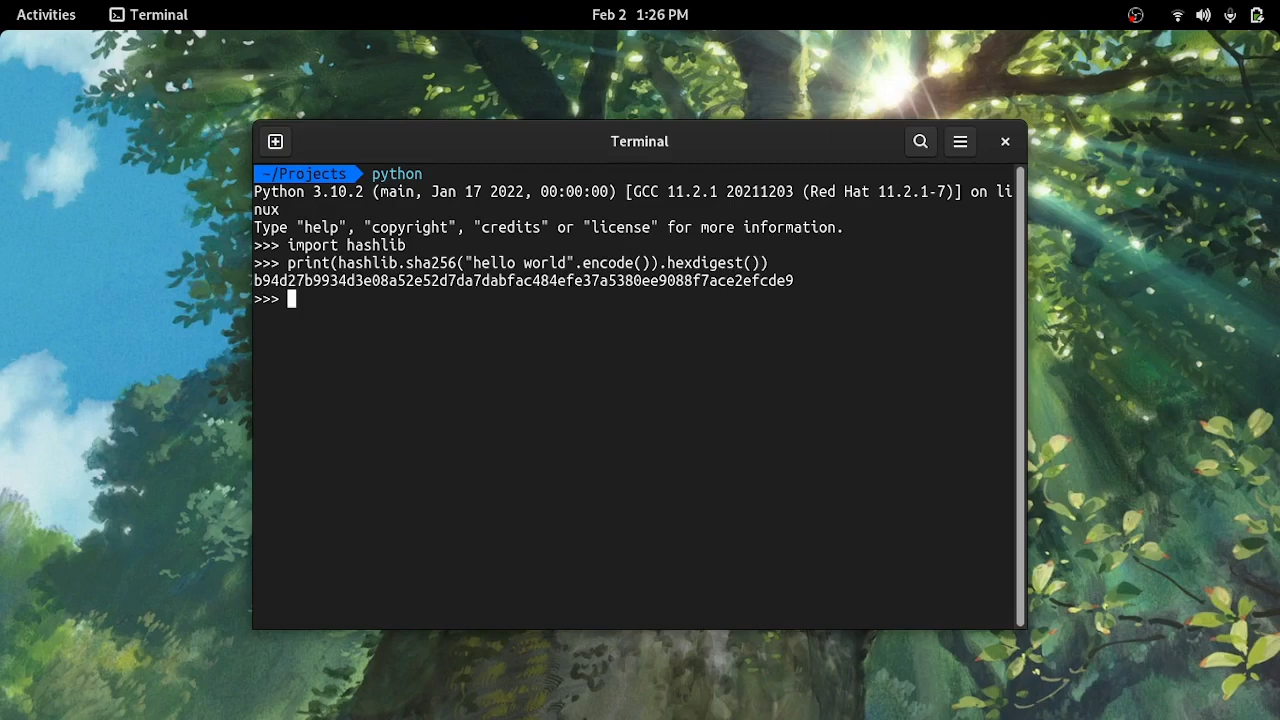 Activities Terminal Feb 2 1:26 PM
Terminal
~/Projects python
Python 3.10.2 (main, Jan 17 2022, 00:00:00) [GCC 11.2.1 20211203 (Red Hat 11.2.1-7)] on li
nux
Type "help", "copyright", "credits" or "license" for more information.
>>> import hashlib
>>> print(hashlib.sha256("hello world".encode()).hexdigest())
b94d27b9934d3e08a52e52d7da7dabfac484efe37a5380ee9088f7ace2efcde9
>>>